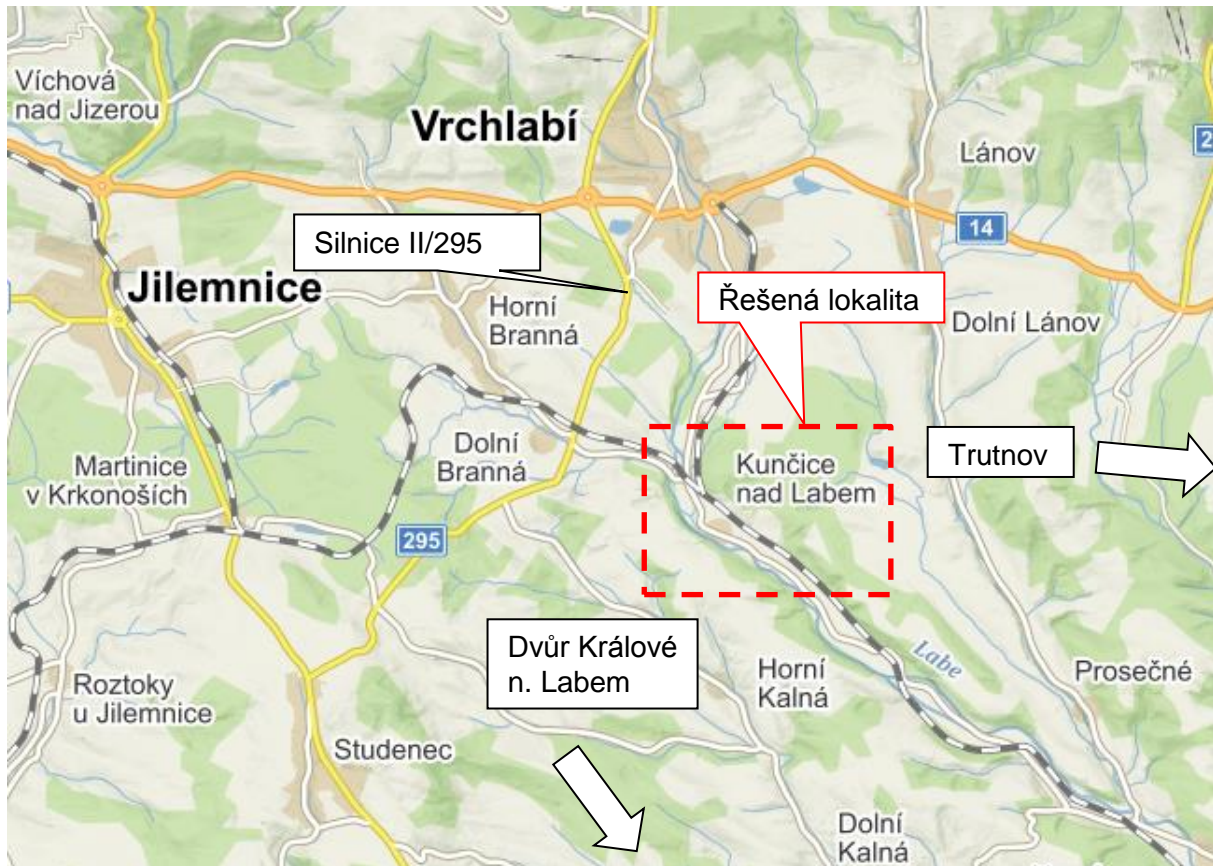 Víchová
nad Jizerou
Vrchlabí
Lánov
2
14
Silnice II/295
Jilemnice
Řešená lokalita
Horní
Branná
Dolní Lánov
Dolní
Branná
Martinice
v Krkonoších
Kunčice
nad Labem
Trutnov
295
Dvůr Králové
n. Labem
Labe
Horní
Kalná
Prosečné
Roztoky
u Jilemnice
Studenec
Dolní
Kalná